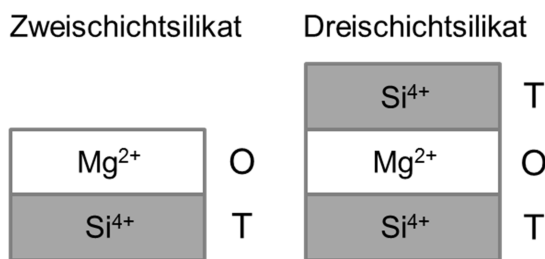 Zweischichtsilikat Dreischichtsilikat
Si⁴⁺ T
Mg²⁺ O Mg²⁺ O
Si⁴⁺ T Si⁴⁺ T